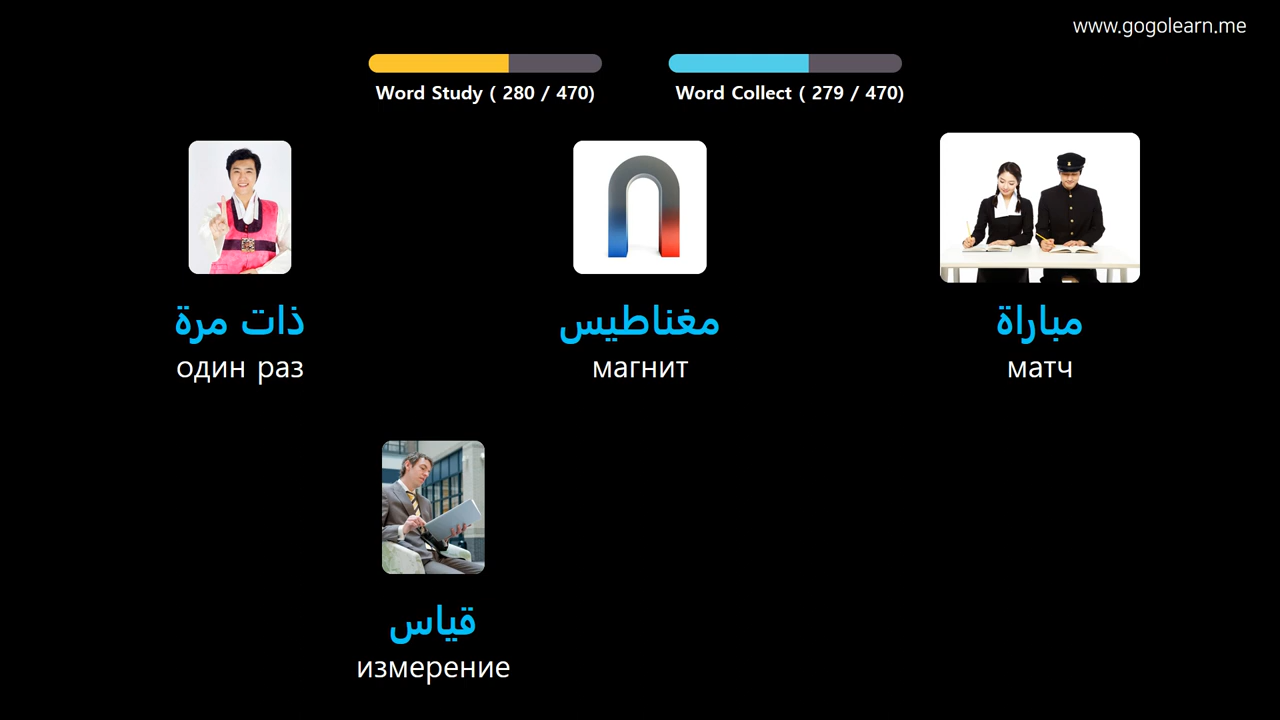 www.gogolearn.me
Word Study ( 280 / 470)
Word Collect ( 279 / 470)
ذات مرة
один раз
مغناطيس
магнит
مباراة
матч
قياس
измерение